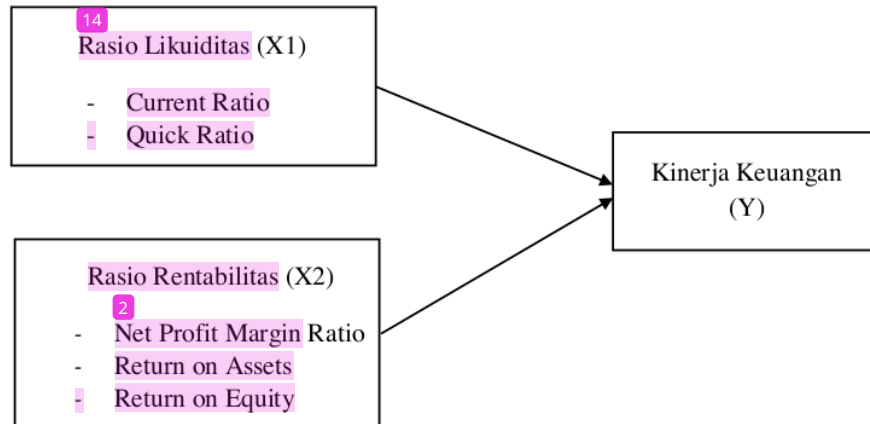 14
Rasio Likuiditas (X1)
- Current Ratio
- Quick Ratio
Kinerja Keuangan
(Y)
Rasio Rentabilitas (X2)
2
- Net Profit Margin Ratio
- Return on Assets
- Return on Equity